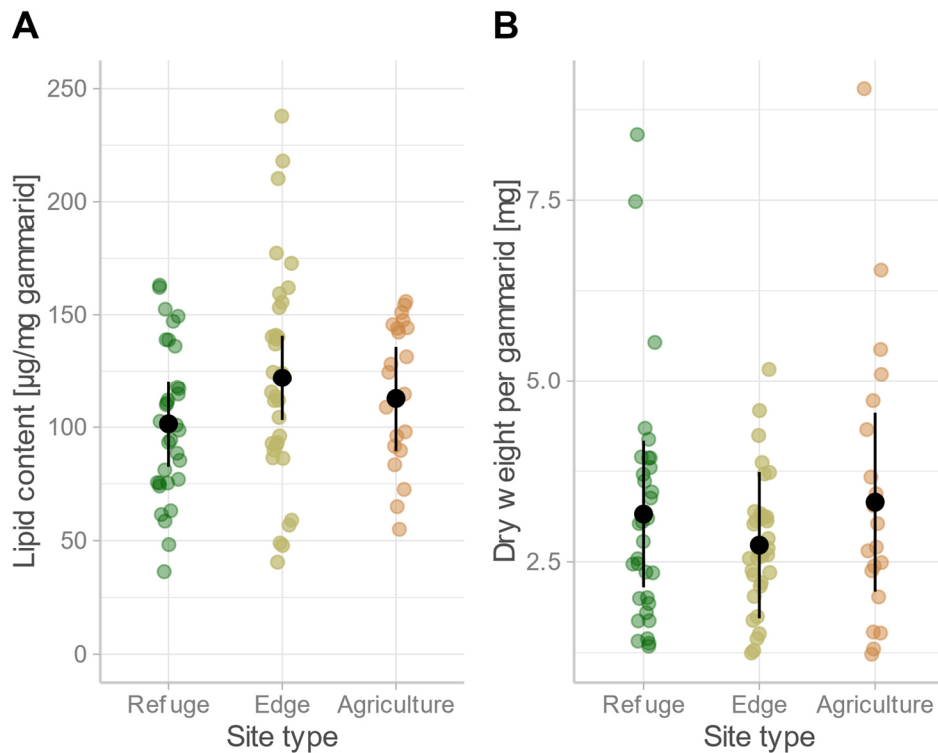 A
Lipid content [µg/mg gammarid]
250
200
150
100
50
0
Refuge Edge Agriculture
Site type
B
Dry weight per gammarid [mg]
7.5
5.0
2.5
Refuge Edge Agriculture
Site type